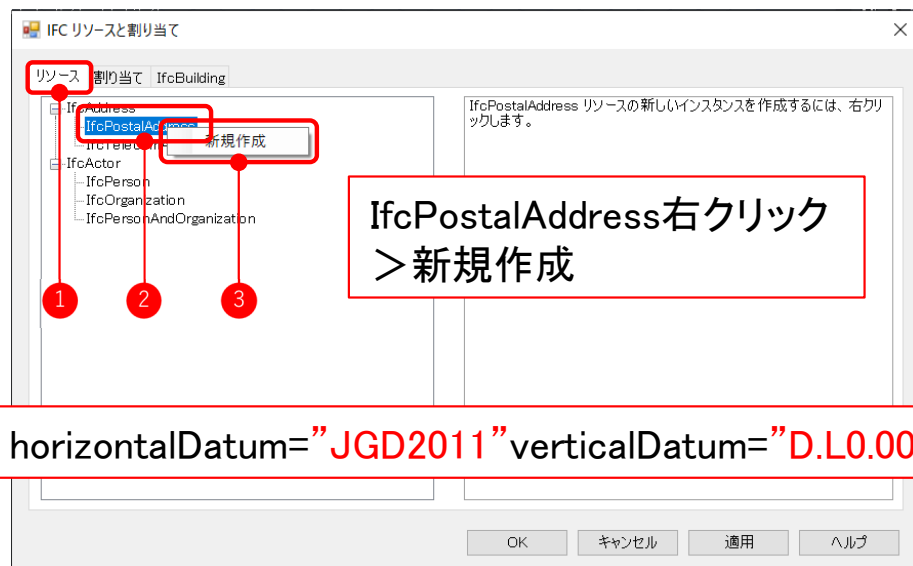 IFC リソースと割り当て
リソース 割り当て IfcBuilding
IfcAddress
IfcPostalAddress
新規作成
IfcActor
IfcPerson
IfcOrganization
IfcPersonAndOrganization
1 2 3
IfcPostalAddress リソースの新しいインスタンスを作成するには、右クリ
ックします。
IfcPostalAddress右クリック
＞新規作成
horizontalDatum=”JGD2011”verticalDatum=”D.L0.00
OK キャンセル 適用 ヘルプ